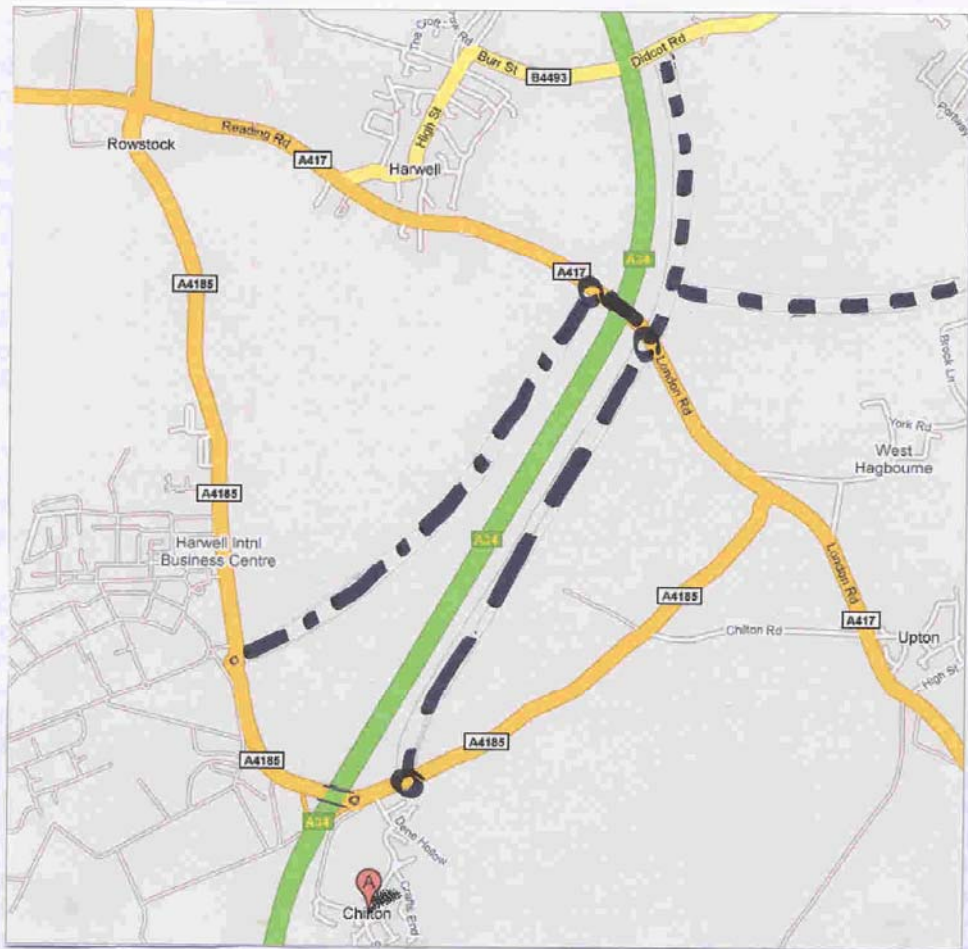 Burr St
B4493
Didcot Rd
High St
Harwell
Reading Rd
A417
Rowstock
A4185
A417
A34
London Rd
Brook Ln
York Rd
West
Hagbourne
A4185
Harwell Intnl
Business Centre
A34
A4185
London Rd
Chilton Rd
A417
Upton
High St
A4185
A4185
A34
Dene Hollow
Crafts End
A
Chilton